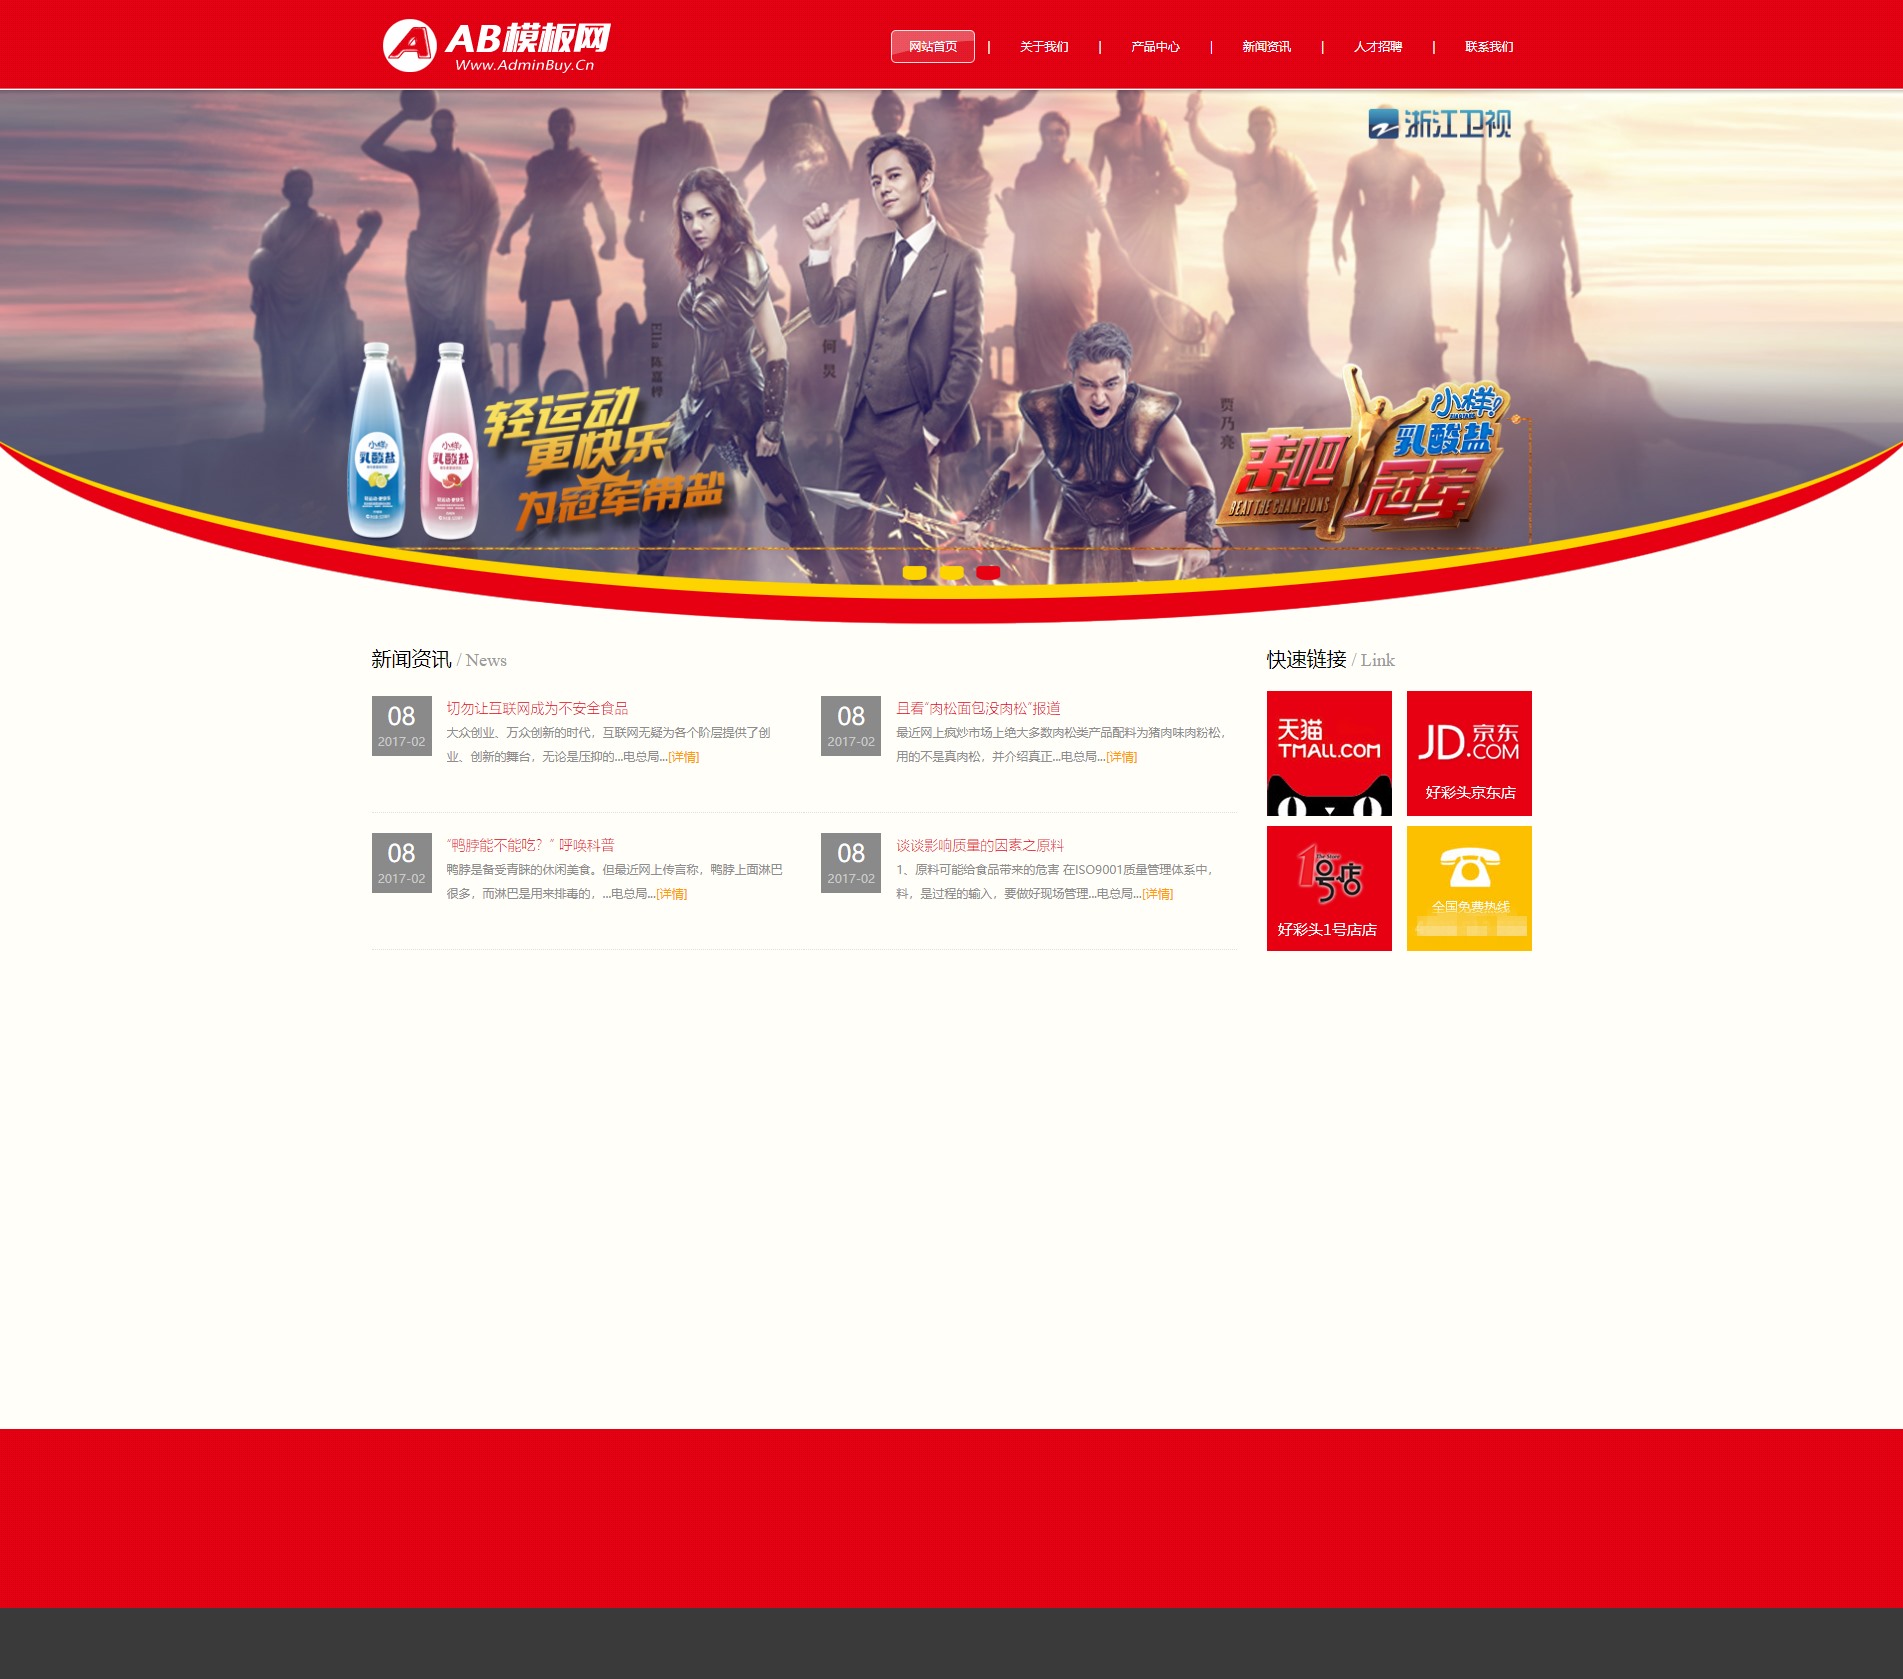 AB模板网
Www.AdminBuy.Cn
网站首页 | 关于我们 | 产品中心 | 新闻资讯 | 人才招聘 | 联系我们
浙江卫视
Ella 陈嘉桦
何炅
贾乃亮
小样!
乳酸盐
小样!
乳酸盐
轻运动
更快乐
为冠军带盐
小样!
乳酸盐
来吧冠军
BEAT THE CHAMPIONS
新闻资讯 / News
08
2017-02
切勿让互联网成为不安全食品
大众创业、万众创新的时代，互联网无疑为各个阶层提供了创
业、创新的舞台，无论是压抑的...电总局...[详情]
08
2017-02
且看“肉松面包没肉松”报道
最近网上疯炒市场上绝大多数肉松类产品配料为猪肉味肉粉松，
用的不是真肉松，并介绍真正...电总局...[详情]
08
2017-02
“鸭脖能不能吃？” 呼唤科普
鸭脖是备受青睐的休闲美食。但最近网上传言称，鸭脖上面淋巴
很多，而淋巴是用来排毒的，...电总局...[详情]
08
2017-02
谈谈影响质量的因素之原料
1、原料可能给食品带来的危害 在ISO9001质量管理体系中，
料，是过程的输入，要做好现场管理...电总局...[详情]
快速链接 / Link
天猫
TMALL.COM
JD 京东
.COM
好彩头京东店
The Store
1号店
好彩头1号店店
全国免费热线